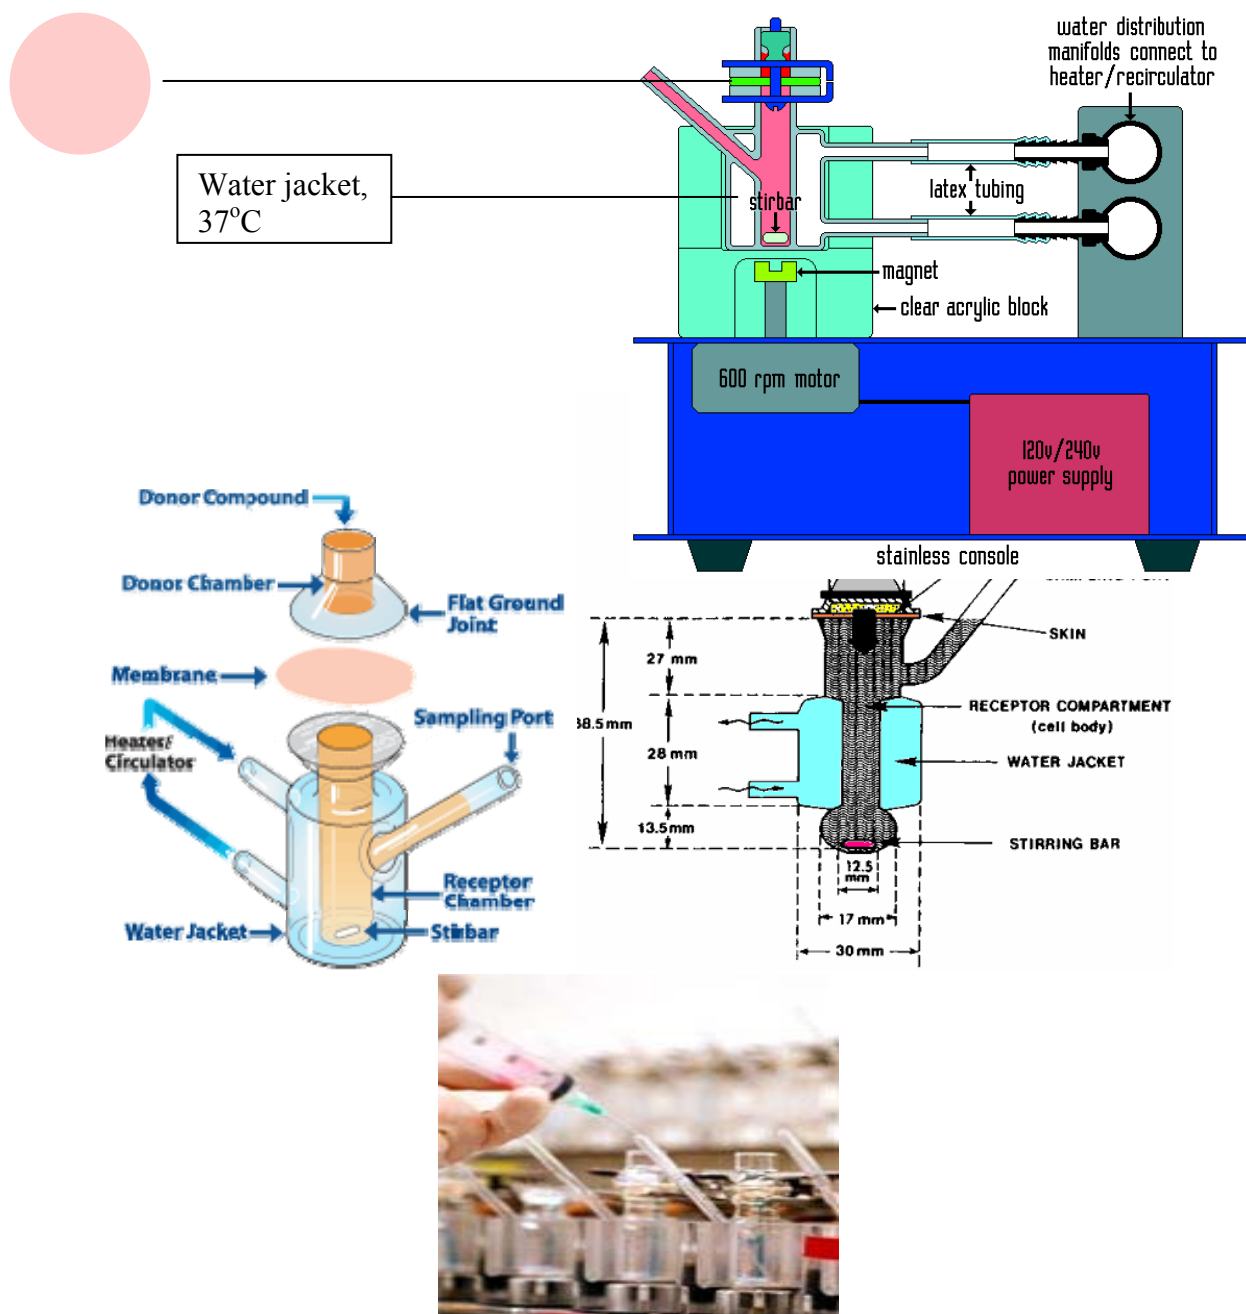 water distribution
manifolds connect to
heater/recirculator
Water jacket,
37°C
stirbar
latex tubing
magnet
clear acrylic block
600 rpm motor
120v/240v
power supply
stainless console
Donor Compound
Donor Chamber
Flat Ground
Joint
Membrane
Sampling Port
Heater/
Circulator
Receptor
Chamber
Water Jacket
Stirbar
SKIN
27 mm
RECEPTOR COMPARTMENT
(cell body)
38.5mm
28 mm
WATER JACKET
13.5mm
STIRRING BAR
12.5
mm
17 mm
30 mm